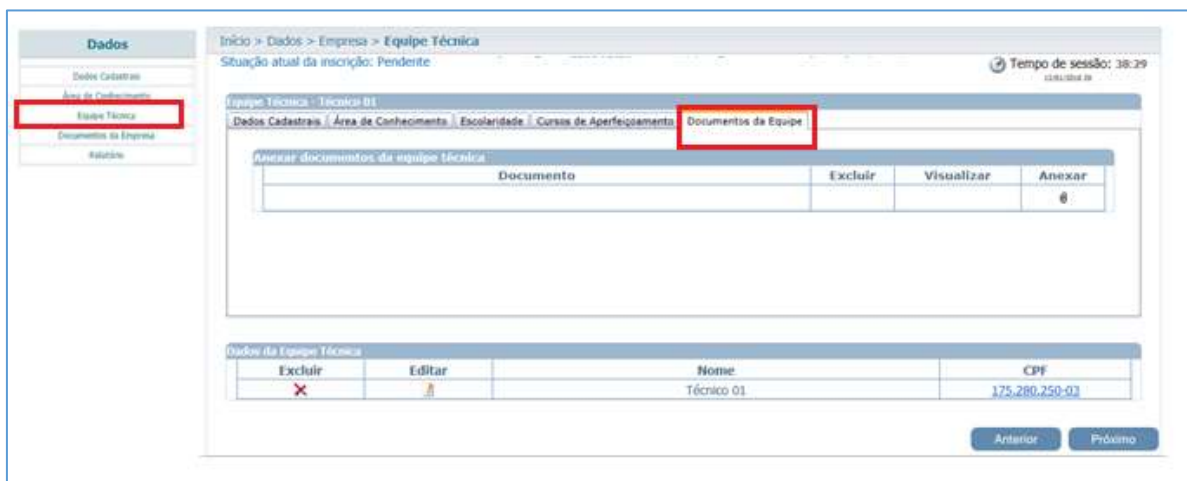 Dados
Dados Cadastrais
Área de Conhecimento
Equipe Técnica
Documentos da Empresa
Relatório
Início > Dados > Empresa > Equipe Técnica
Situação atual da inscrição: Pendente
Tempo de sessão: 38:39
Equipe Técnica - Técnico 01
Dados Cadastrais Área de Conhecimento Escolaridade Cursos de Aperfeiçoamento Documentos da Equipe
Anexar documentos da equipe técnica
Documento Excluir Visualizar Anexar
Dados da Equipe Técnica
Excluir Editar Nome CPF
Técnico 01 175.280.250-03
Anterior Próximo